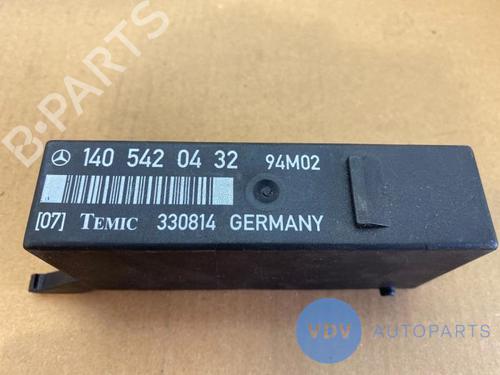 140 542 04 32 94M02
[07] TEMIC 330814 GERMANY
B-PARTS
VDV AUTOPARTS